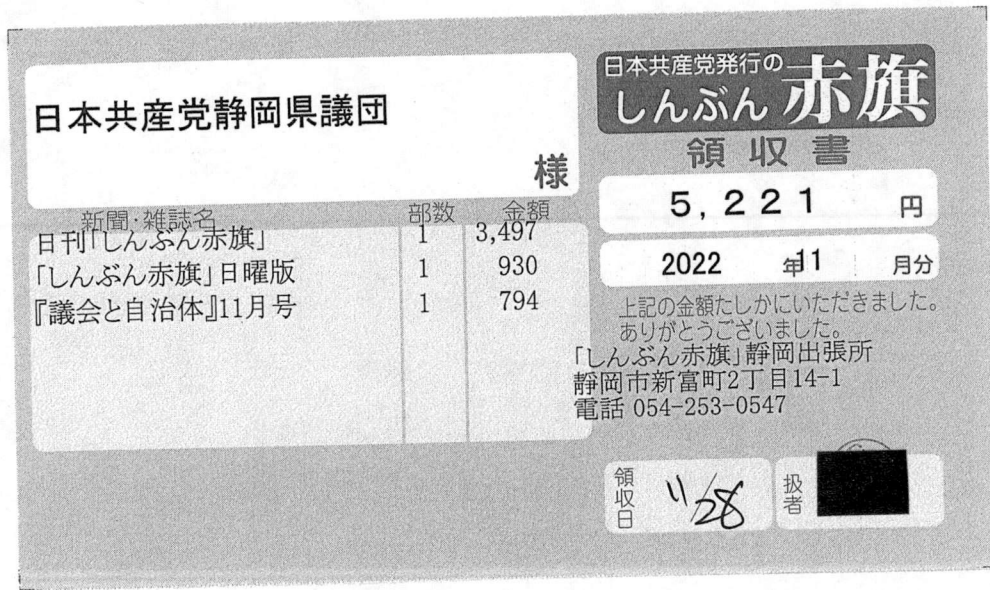 日本共産党静岡県議団
様
新聞・雑誌名 部数 金額
日刊「しんぶん赤旗」 1 3,497
「しんぶん赤旗」日曜版 1 930
『議会と自治体』11月号 1 794
日本共産党発行の
しんぶん 赤旗
領収書
5,221 円
2022 年11 月分
上記の金額たしかにいただきました。
ありがとうございました。
「しんぶん赤旗」静岡出張所
静岡市新富町2丁目14-1
電話 054-253-0547
領収日 11/28
扱者